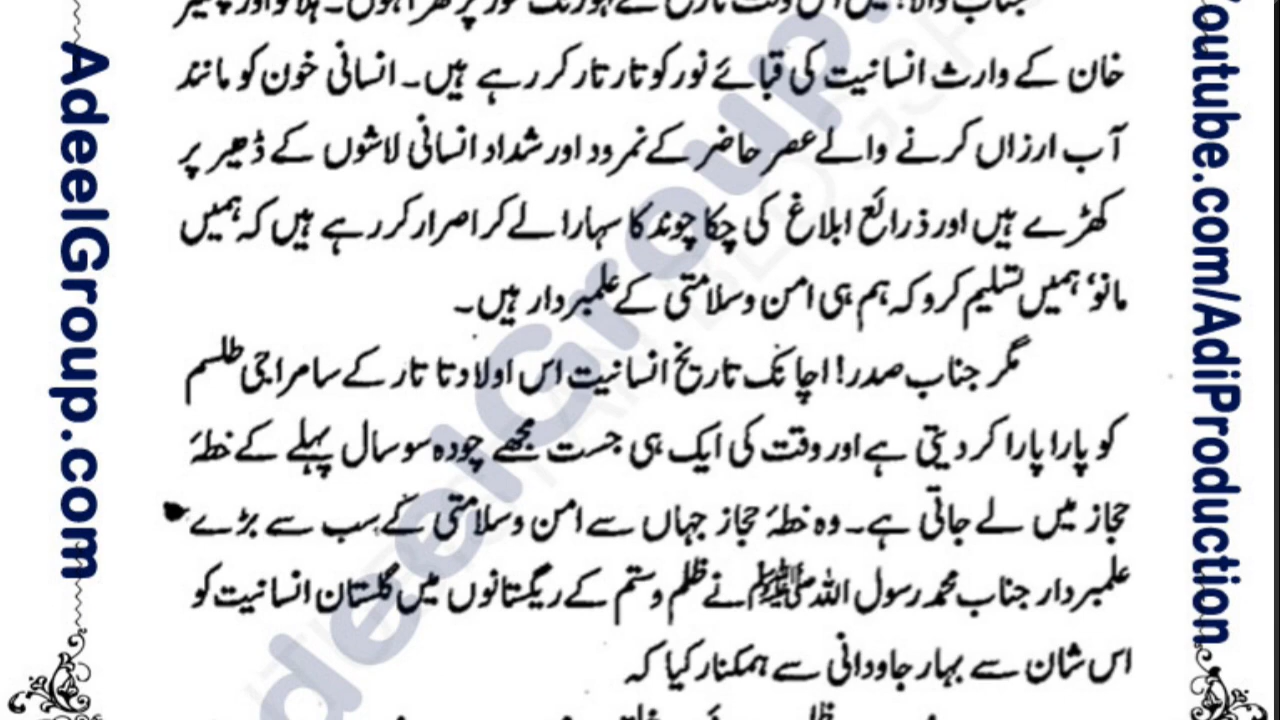 خان کے وارث انسانیت کی قبائے نور کو تار تار کر رہے ہیں۔ انسانی خون کو مانند
آب ارزاں کرنے والے عصر حاضر کے نمرود اور شداد انسانی لاشوں کے ڈھیر پر
کھڑے ہیں اور ذرائع ابلاغ کی چکا چوند کا سہارا لے کر اصرار کر رہے ہیں کہ ہمیں
مانو' ہمیں تسلیم کرو کہ ہم ہی امن وسلامتی کے علمبردار ہیں۔
مگر جناب صدر! اچانک تاریخ انسانیت اس اولاد تاتار کے سامراجی طلسم
کو پارا پارا کر دیتی ہے اور وقت کی ایک ہی جست مجھے چودہ سو سال پہلے کے خطۂ
حجاز میں لے جاتی ہے۔ وہ خطۂ حجاز جہاں سے امن وسلامتی کے سب سے بڑے
علمبردار جناب محمد رسول اللہ ﷺ نے ظلم وستم کے ریگستانوں میں گلستان انسانیت کو
اس شان سے بہار جاودانی سے ہمکنار کیا کہ
AdeelGroup.com
outube.com/AdiProduction
deelGroup.